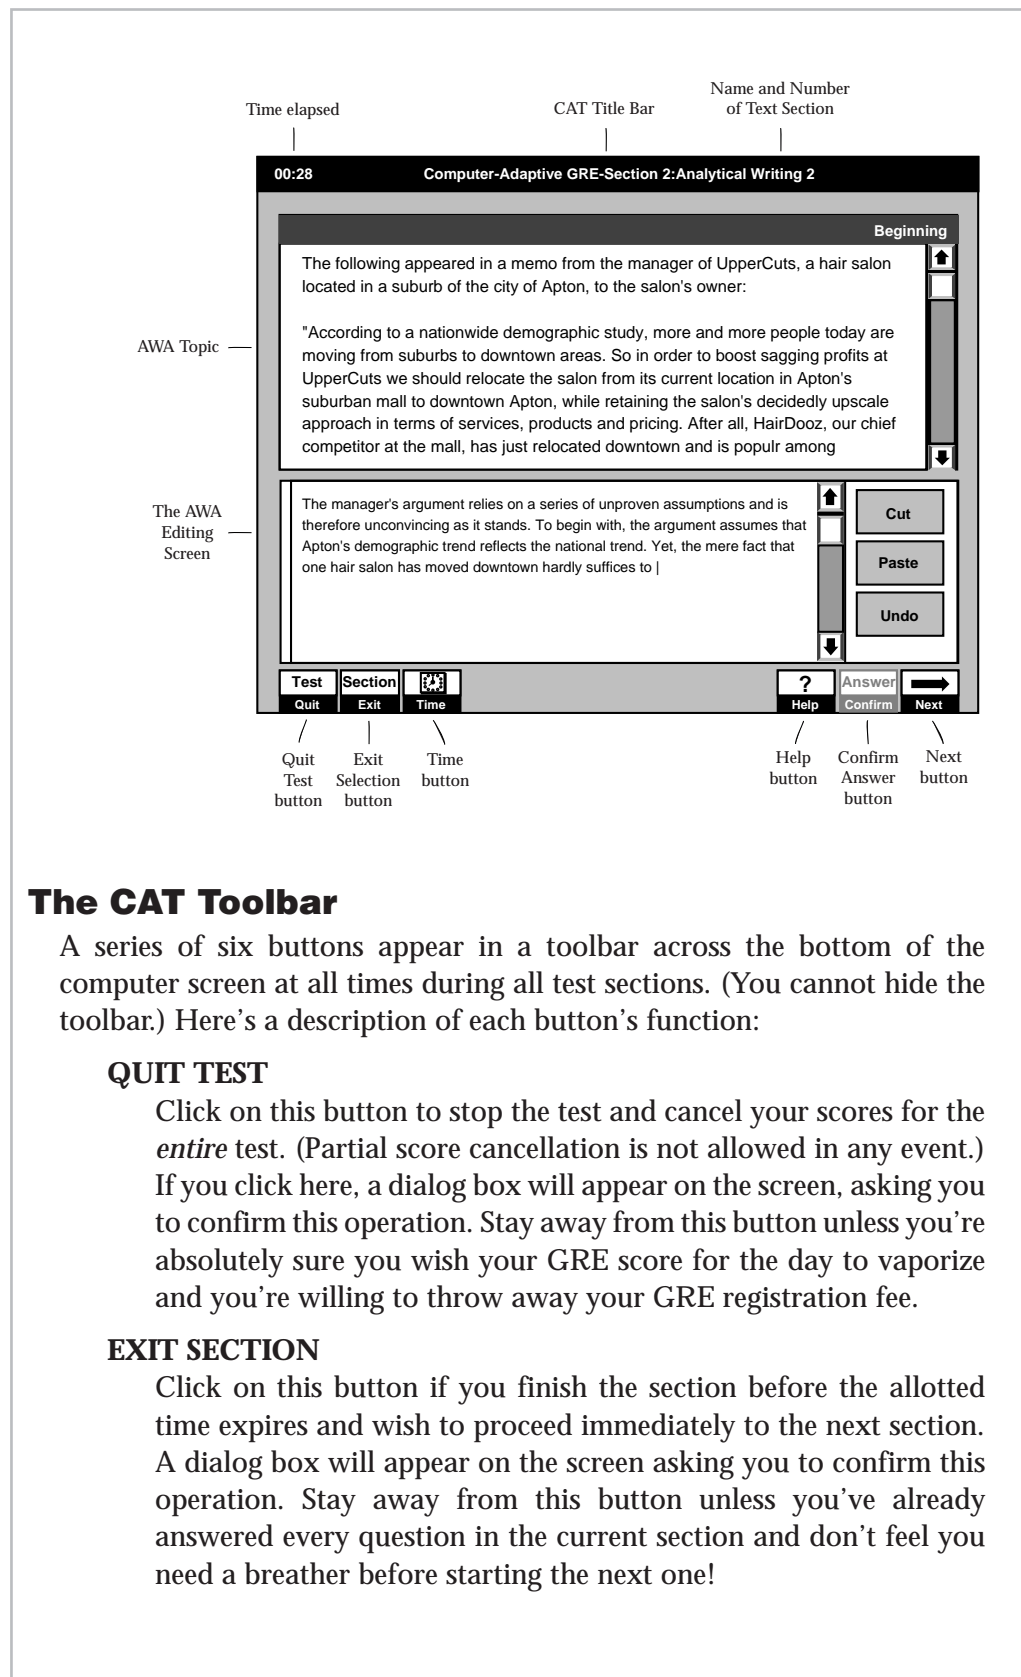 Name and Number
Time elapsed CAT Title Bar of Text Section
00:28 Computer-Adaptive GRE-Section 2:Analytical Writing 2
Beginning
The following appeared in a memo from the manager of UpperCuts, a hair salon
located in a suburb of the city of Apton, to the salon's owner:
"According to a nationwide demographic study, more and more people today are
AWA Topic
moving from suburbs to downtown areas. So in order to boost sagging profits at
UpperCuts we should relocate the salon from its current location in Apton's
suburban mall to downtown Apton, while retaining the salon's decidedly upscale
approach in terms of services, products and pricing. After all, HairDooz, our chief
competitor at the mall, has just relocated downtown and is populr among
The AWA
Editing
Screen
The manager's argument relies on a series of unproven assumptions and is
therefore unconvincing as it stands. To begin with, the argument assumes that
Apton's demographic trend reflects the national trend. Yet, the mere fact that
one hair salon has moved downtown hardly suffices to |
Cut
Paste
Undo
Test Section ? Answer
Quit Exit Time Help Confirm Next
Quit Exit Time Help Confirm Next
Test Selection button button Answer button
button button button
The CAT Toolbar
A series of six buttons appear in a toolbar across the bottom of the
computer screen at all times during all test sections. (You cannot hide the
toolbar.) Here's a description of each button's function:
QUIT TEST
Click on this button to stop the test and cancel your scores for the
entire test. (Partial score cancellation is not allowed in any event.)
If you click here, a dialog box will appear on the screen, asking you
to confirm this operation. Stay away from this button unless you're
absolutely sure you wish your GRE score for the day to vaporize
and you're willing to throw away your GRE registration fee.
EXIT SECTION
Click on this button if you finish the section before the allotted
time expires and wish to proceed immediately to the next section.
A dialog box will appear on the screen asking you to confirm this
operation. Stay away from this button unless you've already
answered every question in the current section and don't feel you
need a breather before starting the next one!